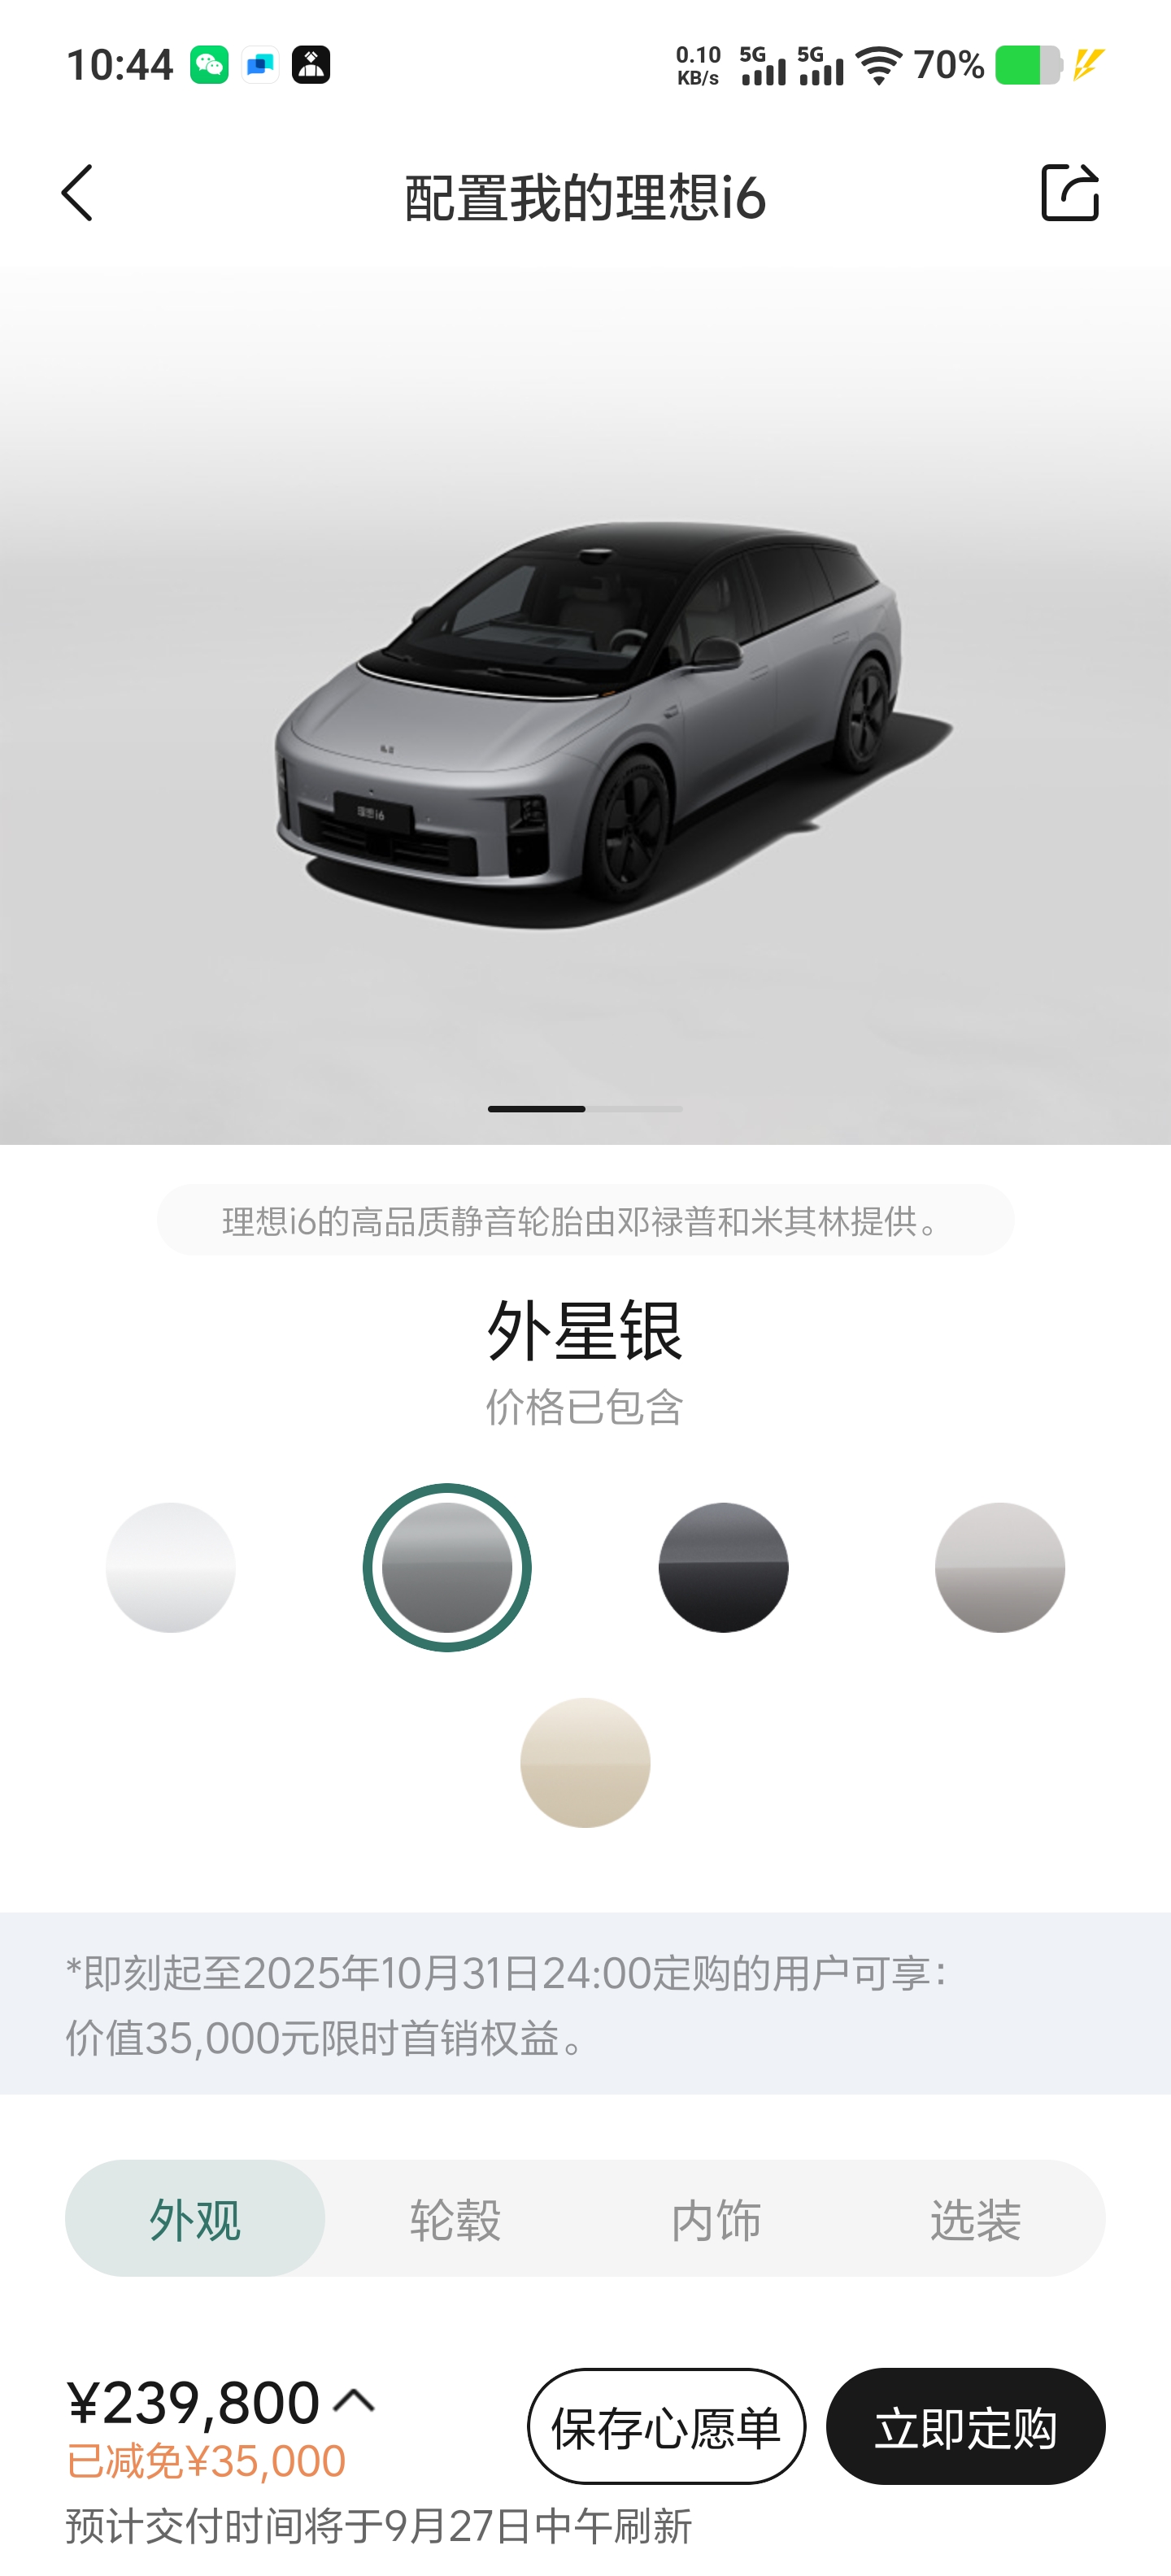 10:44
0.10
KB/s
5G
5G
70%
配置我的理想i6
理想i6
理想i6的高品质静音轮胎由邓禄普和米其林提供。
外星银
价格已包含
*即刻起至2025年10月31日24:00定购的用户可享：
价值35,000元限时首销权益。
外观
轮毂
内饰
选装
¥239,800
保存心愿单
立即定购
已减免¥35,000
预计交付时间将于9月27日中午刷新